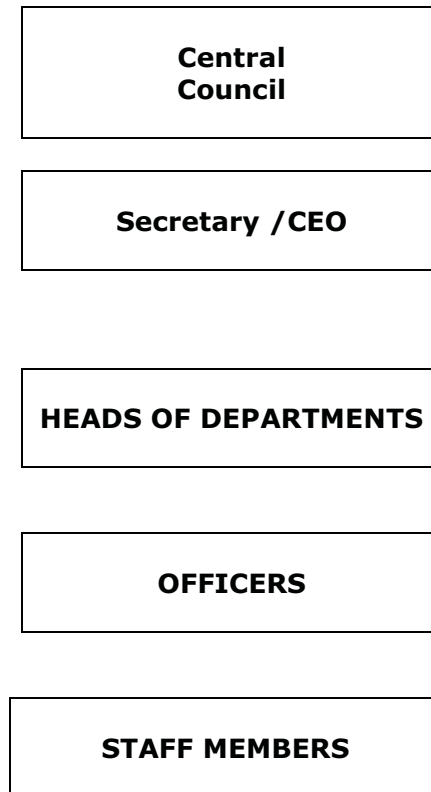 Central
Council
Secretary /CEO
HEADS OF DEPARTMENTS
OFFICERS
STAFF MEMBERS